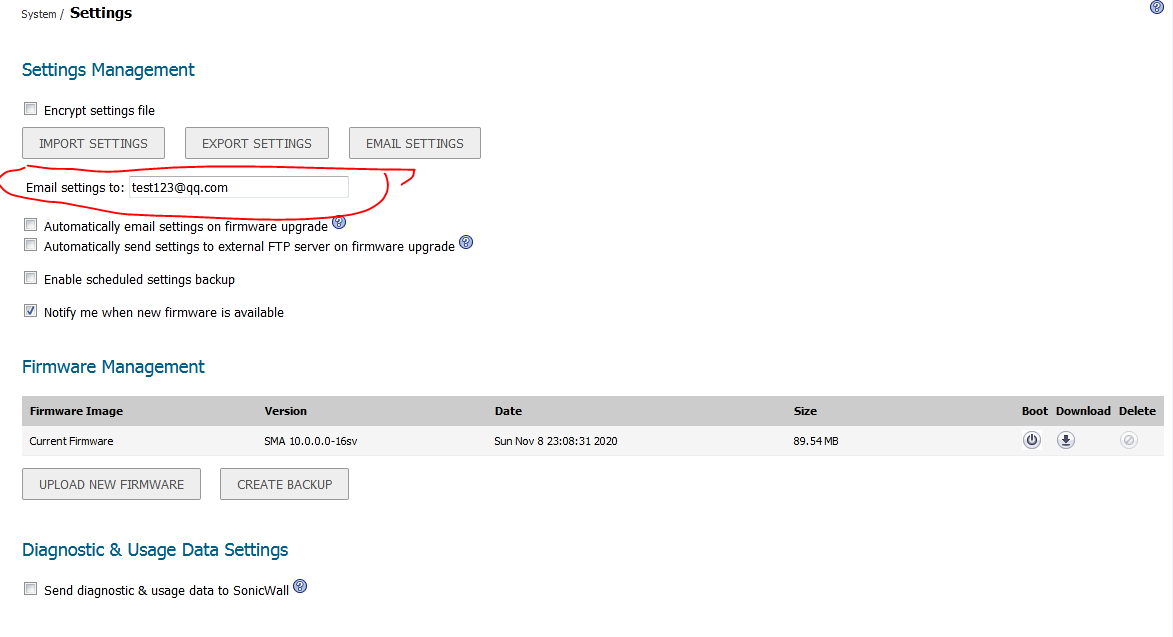 System / Settings
Settings Management
Encrypt settings file
IMPORT SETTINGS EXPORT SETTINGS EMAIL SETTINGS
Email settings to: test123@qq.com
Automatically email settings on firmware upgrade
Automatically send settings to external FTP server on firmware upgrade
Enable scheduled settings backup
Notify me when new firmware is available
Firmware Management
Firmware Image Version Date Size Boot Download Delete
Current Firmware SMA 10.0.0.0-16sv Sun Nov 8 23:08:31 2020 89.54 MB
UPLOAD NEW FIRMWARE CREATE BACKUP
Diagnostic & Usage Data Settings
Send diagnostic & usage data to SonicWall